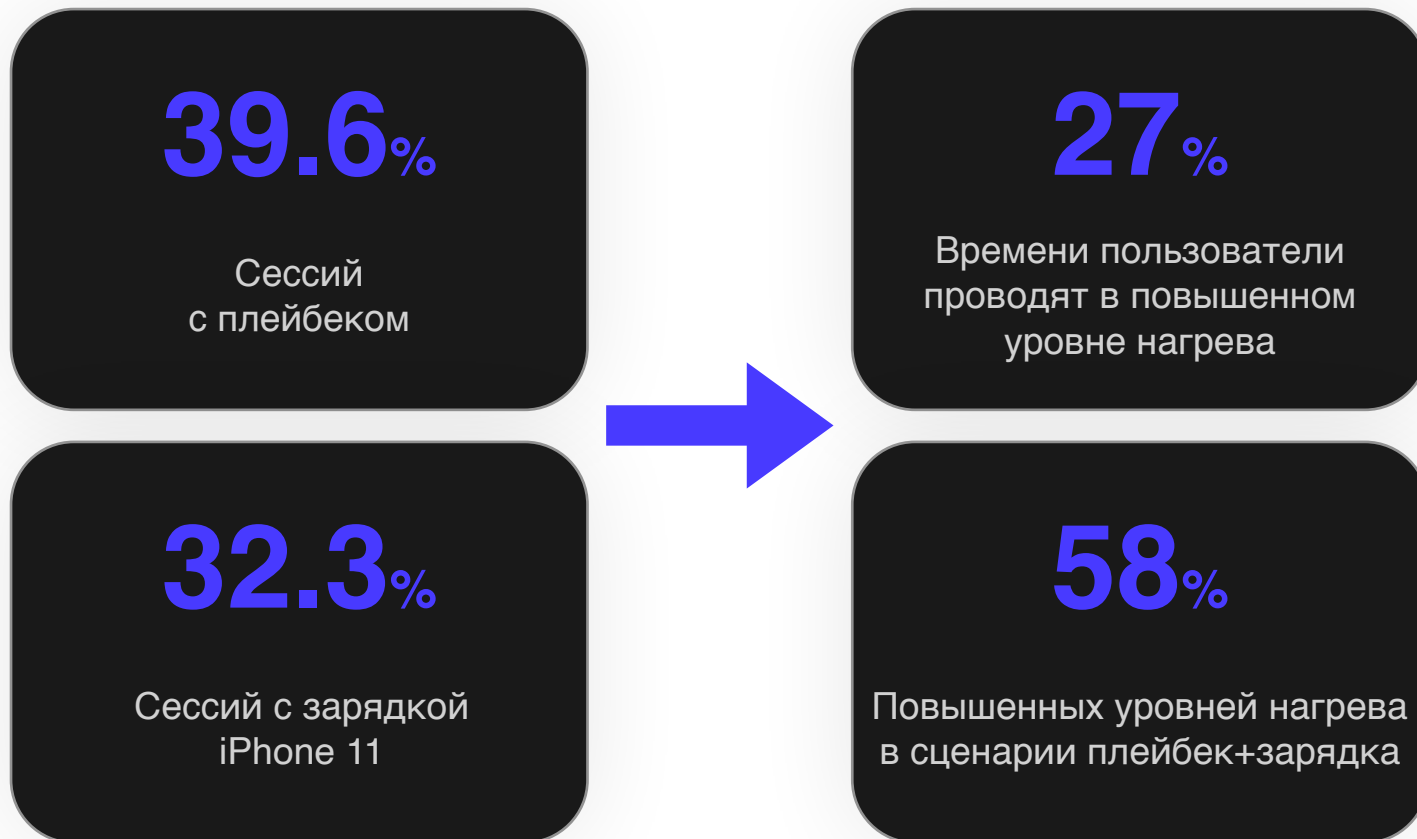 39.6%
Сессий
с плейбеком
32.3%
Сессий с зарядкой
iPhone 11
27%
Времени пользователи
проводят в повышенном
уровне нагрева
58%
Повышенных уровней нагрева
в сценарии плейбек+зарядка